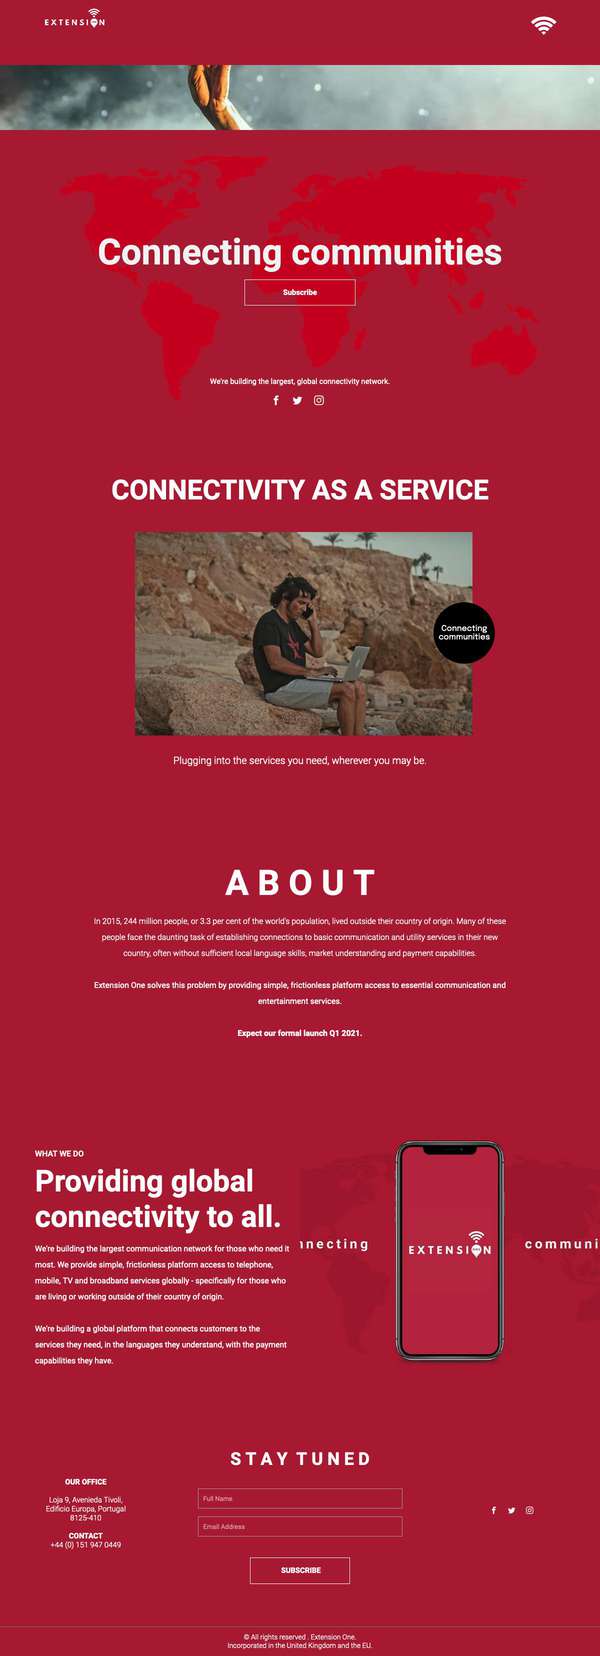 EXTENSION
Connecting communities
Subscribe
We're building the largest, global connectivity network.
CONNECTIVITY AS A SERVICE
Connecting
communities
Plugging into the services you need, wherever you may be.
ABOUT
In 2015, 244 million people, or 3.3 per cent of the world's population, lived outside their country of origin. Many of these
people face the daunting task of establishing connections to basic communication and utility services in their new
country, often without sufficient local language skills, market understanding and payment capabilities.
Extension One solves this problem by providing simple, frictionless platform access to essential communication and
entertainment services.
Expect our formal launch Q1 2021.
WHAT WE DO
Providing global
connectivity to all.
We're building the largest communication network for those who need it
most. We provide simple, frictionless platform access to telephone,
mobile, TV and broadband services globally - specifically for those who
are living or working outside of their country of origin.
We're building a global platform that connects customers to the
services they need, in the languages they understand, with the payment
capabilities they have.
nnecting
EXTENSION
communi
STAY TUNED
OUR OFFICE
Loja 9, Avenieda Tivoli,
Edificio Europa, Portugal
8125-410
CONTACT
+44 (0) 151 947 0449
Full Name
Email Address
SUBSCRIBE
© All rights reserved . Extension One.
Incorporated in the United Kingdom and the EU.